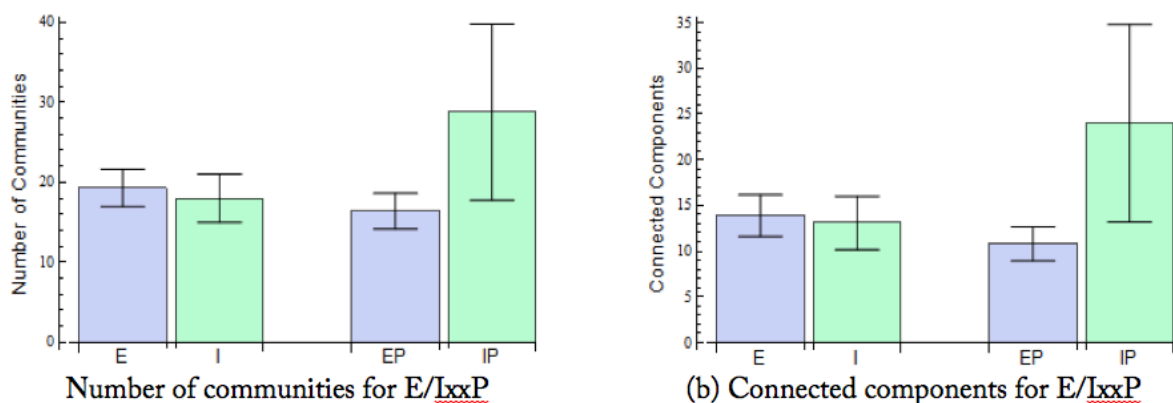 Number of Communities
40
30
20
10
0
E I EP IP
Number of communities for E/IxxP
Connected Components
35
30
25
20
15
10
5
0
E I EP IP
(b) Connected components for E/IxxP